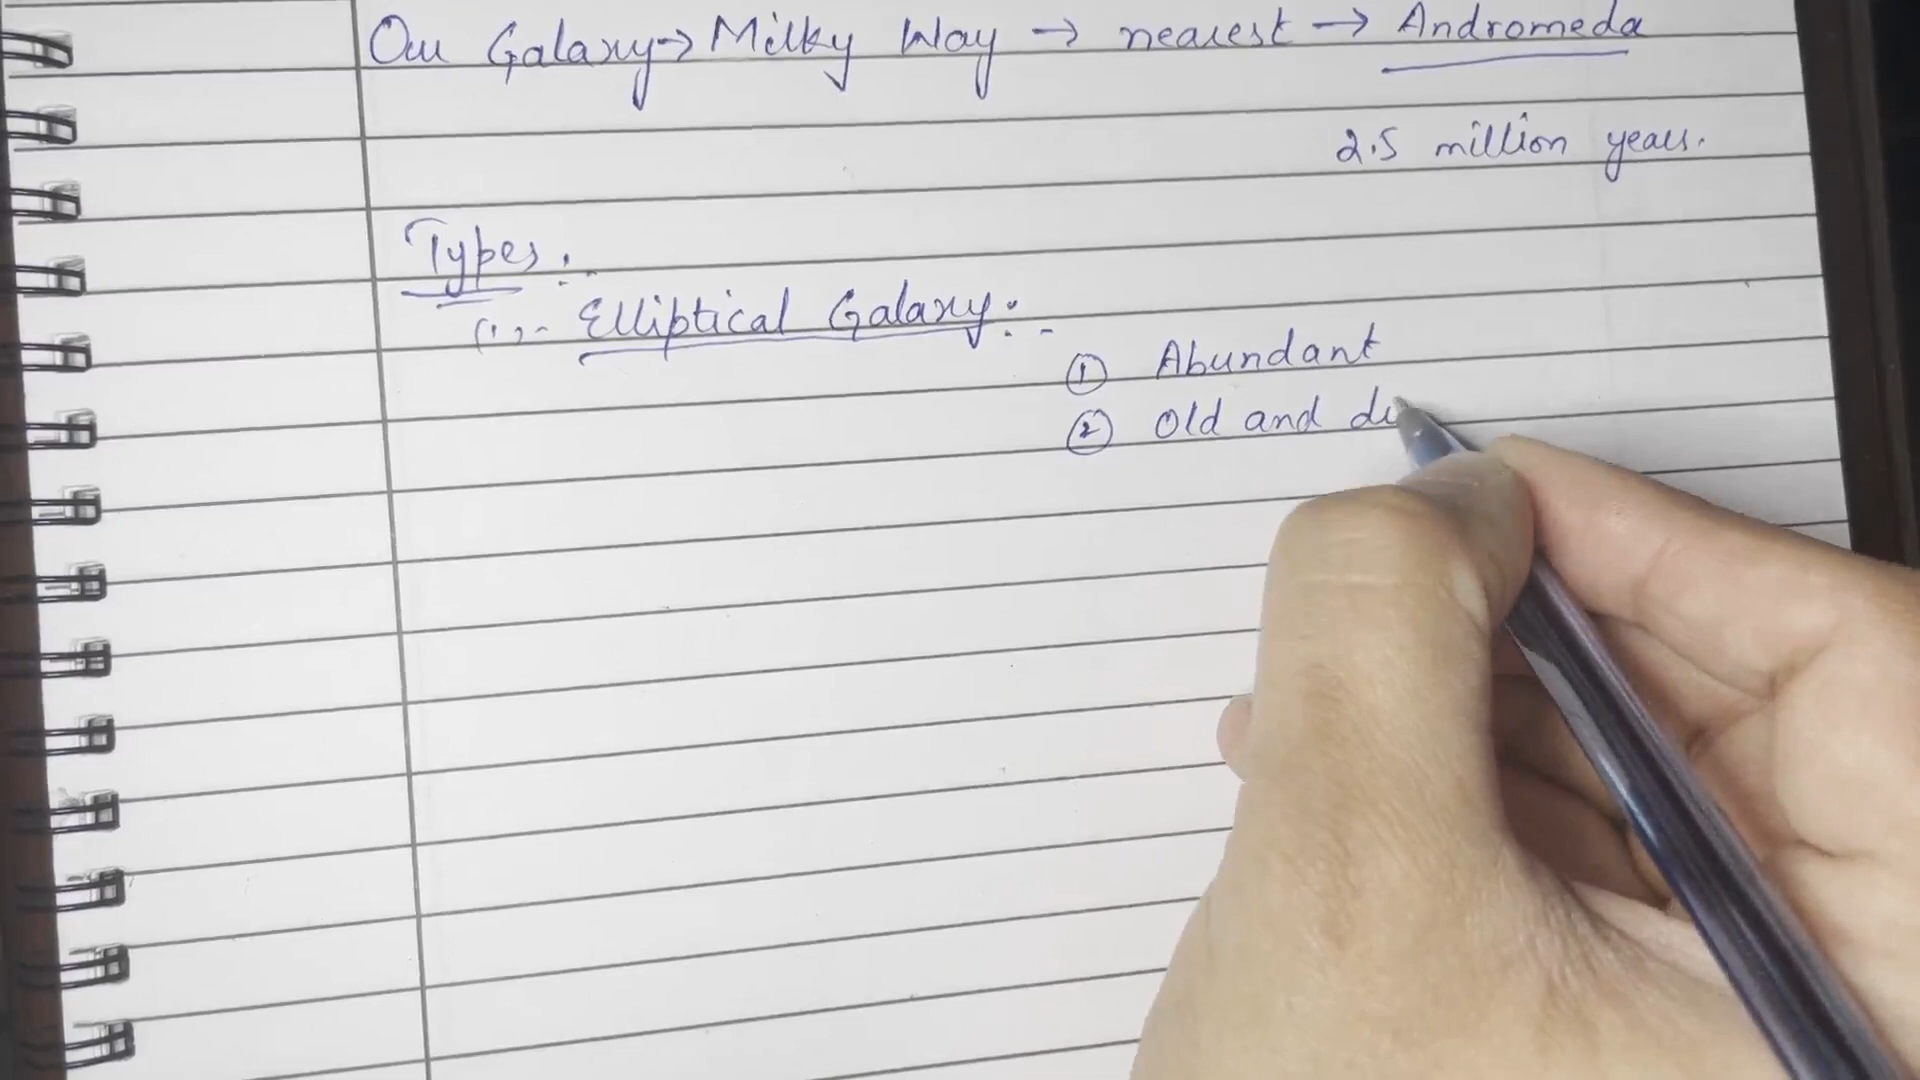 Our Galaxy → Milky Way → nearest → Andromeda
2.5 million years.
Types :-
(1) :- Elliptical Galaxy :-
① Abundant
② Old and